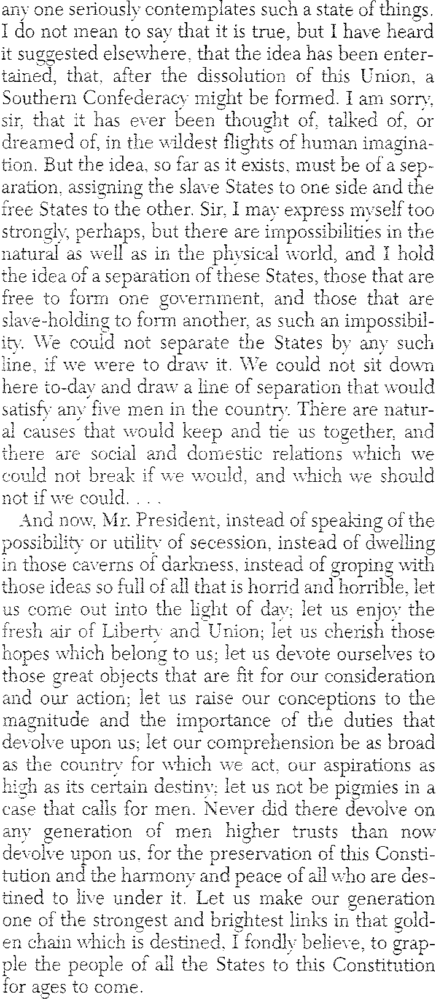 any one seriously contemplates such a state of things.
I do not mean to say that it is true, but I have heard
it suggested elsewhere, that the idea has been enter-
tained, that, after the dissolution of this Union, a
Southern Confederacy might be formed. I am sorry,
sir, that it has ever been thought of, talked of, or
dreamed of, in the wildest flights of human imagina-
tion. But the idea, so far as it exists, must be of a sep-
aration, assigning the slave States to one side and the
free States to the other. Sir, I may express myself too
strongly, perhaps, but there are impossibilities in the
natural as well as in the physical world, and I hold
the idea of a separation of these States, those that are
free to form one government, and those that are
slave-holding to form another, as such an impossibil-
ity. We could not separate the States by any such
line, if we were to draw it. We could not sit down
here to-day and draw a line of separation that would
satisfy any five men in the country. There are natur-
al causes that would keep and tie us together, and
there are social and domestic relations which we
could not break if we would, and which we should
not if we could. . . .
And now, Mr. President, instead of speaking of the
possibility or utility of secession, instead of dwelling
in those caverns of darkness, instead of groping with
those ideas so full of all that is horrid and horrible, let
us come out into the light of day; let us enjoy the
fresh air of Liberty and Union; let us cherish those
hopes which belong to us; let us devote ourselves to
those great objects that are fit for our consideration
and our action; let us raise our conceptions to the
magnitude and the importance of the duties that
devolve upon us; let our comprehension be as broad
as the country for which we act, our aspirations as
high as its certain destiny; let us not be pigmies in a
case that calls for men. Never did there devolve on
any generation of men higher trusts than now
devolve upon us, for the preservation of this Consti-
tution and the harmony and peace of all who are des-
tined to live under it. Let us make our generation
one of the strongest and brightest links in that gold-
en chain which is destined, I fondly believe, to grap-
ple the people of all the States to this Constitution
for ages to come.